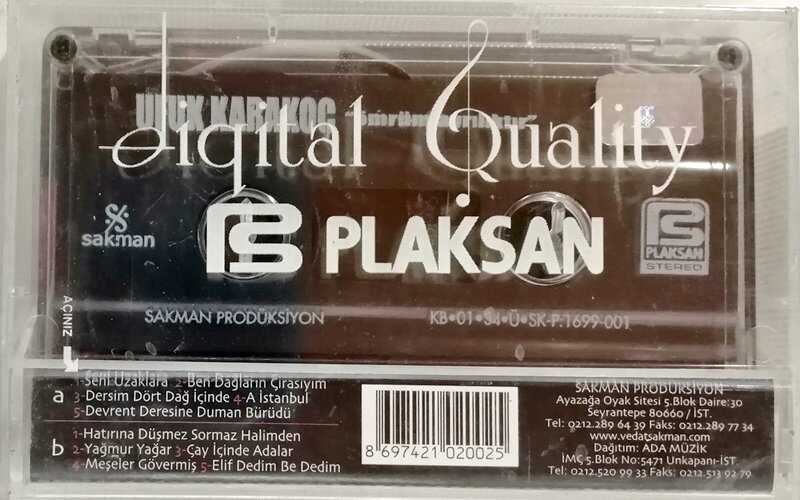 UFUK KARAKOÇ
digital Quality
sakman
PLAKSAN
PLAKSAN
STEREO
SAKMAN PRODÜKSİYON
KB•01•34•Ü•SK-P:1699-001
AÇINIZ
a
1-Seni Uzaklara 2-Ben Dağların Çırasıyım
3-Dersim Dört Dağ İçinde 4-A İstanbul
5-Devrent Deresine Duman Bürüdü
b
1-Hatırına Düşmez Sormaz Halimden
2-Yağmur Yağar 3-Çay İçinde Adalar
4-Meşeler Gövermiş 5-Elif Dedim Be Dedim
8 697421 020025
SAKMAN PRODÜKSİYON
Ayazağa Oyak Sitesi 5.Blok Daire:30
Seyrantepe 80660 / İST.
Tel: 0212.289 64 39 Faks: 0212.289 77 34
www.vedatsakman.com
Dağıtım: ADA MÜZİK
İMÇ 5.Blok No:5471 Unkapanı-İST
Tel: 0212.520 99 33 Faks: 0212.513 92 79